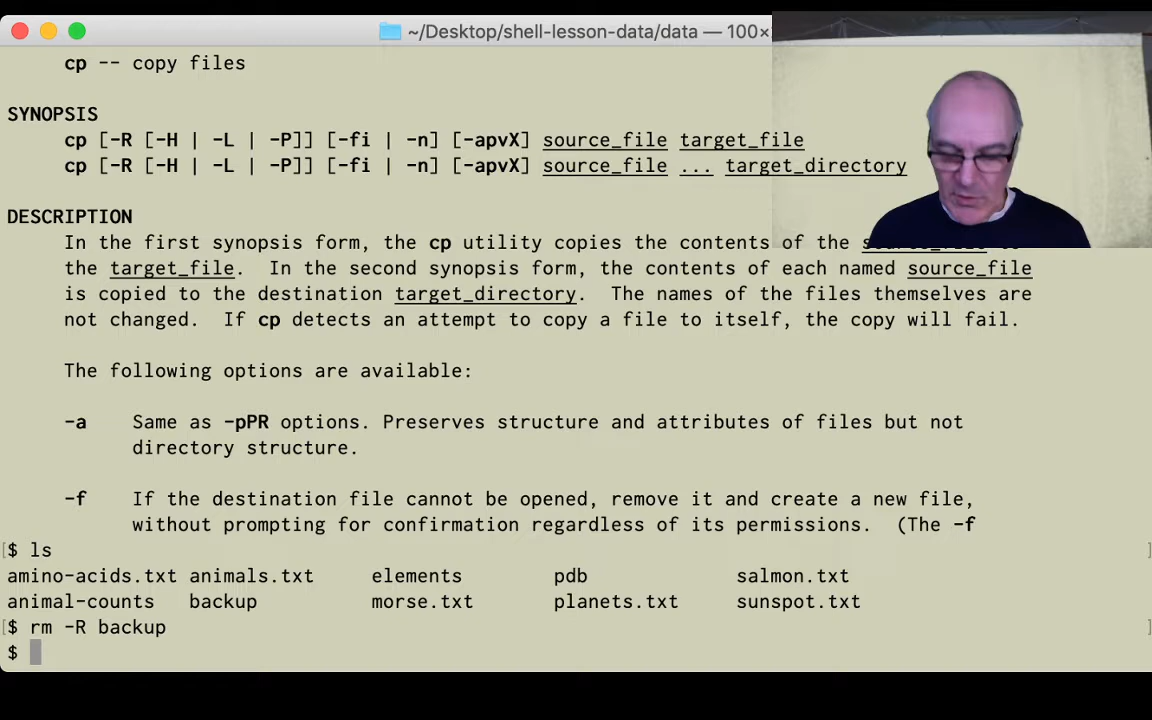 ~/Desktop/shell-lesson-data/data — 100×
cp -- copy files
SYNOPSIS
cp [-R [-H | -L | -P]] [-fi | -n] [-apvX] source_file target_file
cp [-R [-H | -L | -P]] [-fi | -n] [-apvX] source_file ... target_directory
DESCRIPTION
In the first synopsis form, the cp utility copies the contents of the
the target_file.  In the second synopsis form, the contents of each named source_file
is copied to the destination target_directory.  The names of the files themselves are
not changed.  If cp detects an attempt to copy a file to itself, the copy will fail.
The following options are available:
-a    Same as -pPR options. Preserves structure and attributes of files but not
directory structure.
-f    If the destination file cannot be opened, remove it and create a new file,
without prompting for confirmation regardless of its permissions.  (The -f
[$ ls ]
amino-acids.txt animals.txt     elements        pdb             salmon.txt
animal-counts   backup          morse.txt       planets.txt     sunspot.txt
[$ rm -R backup ]
$